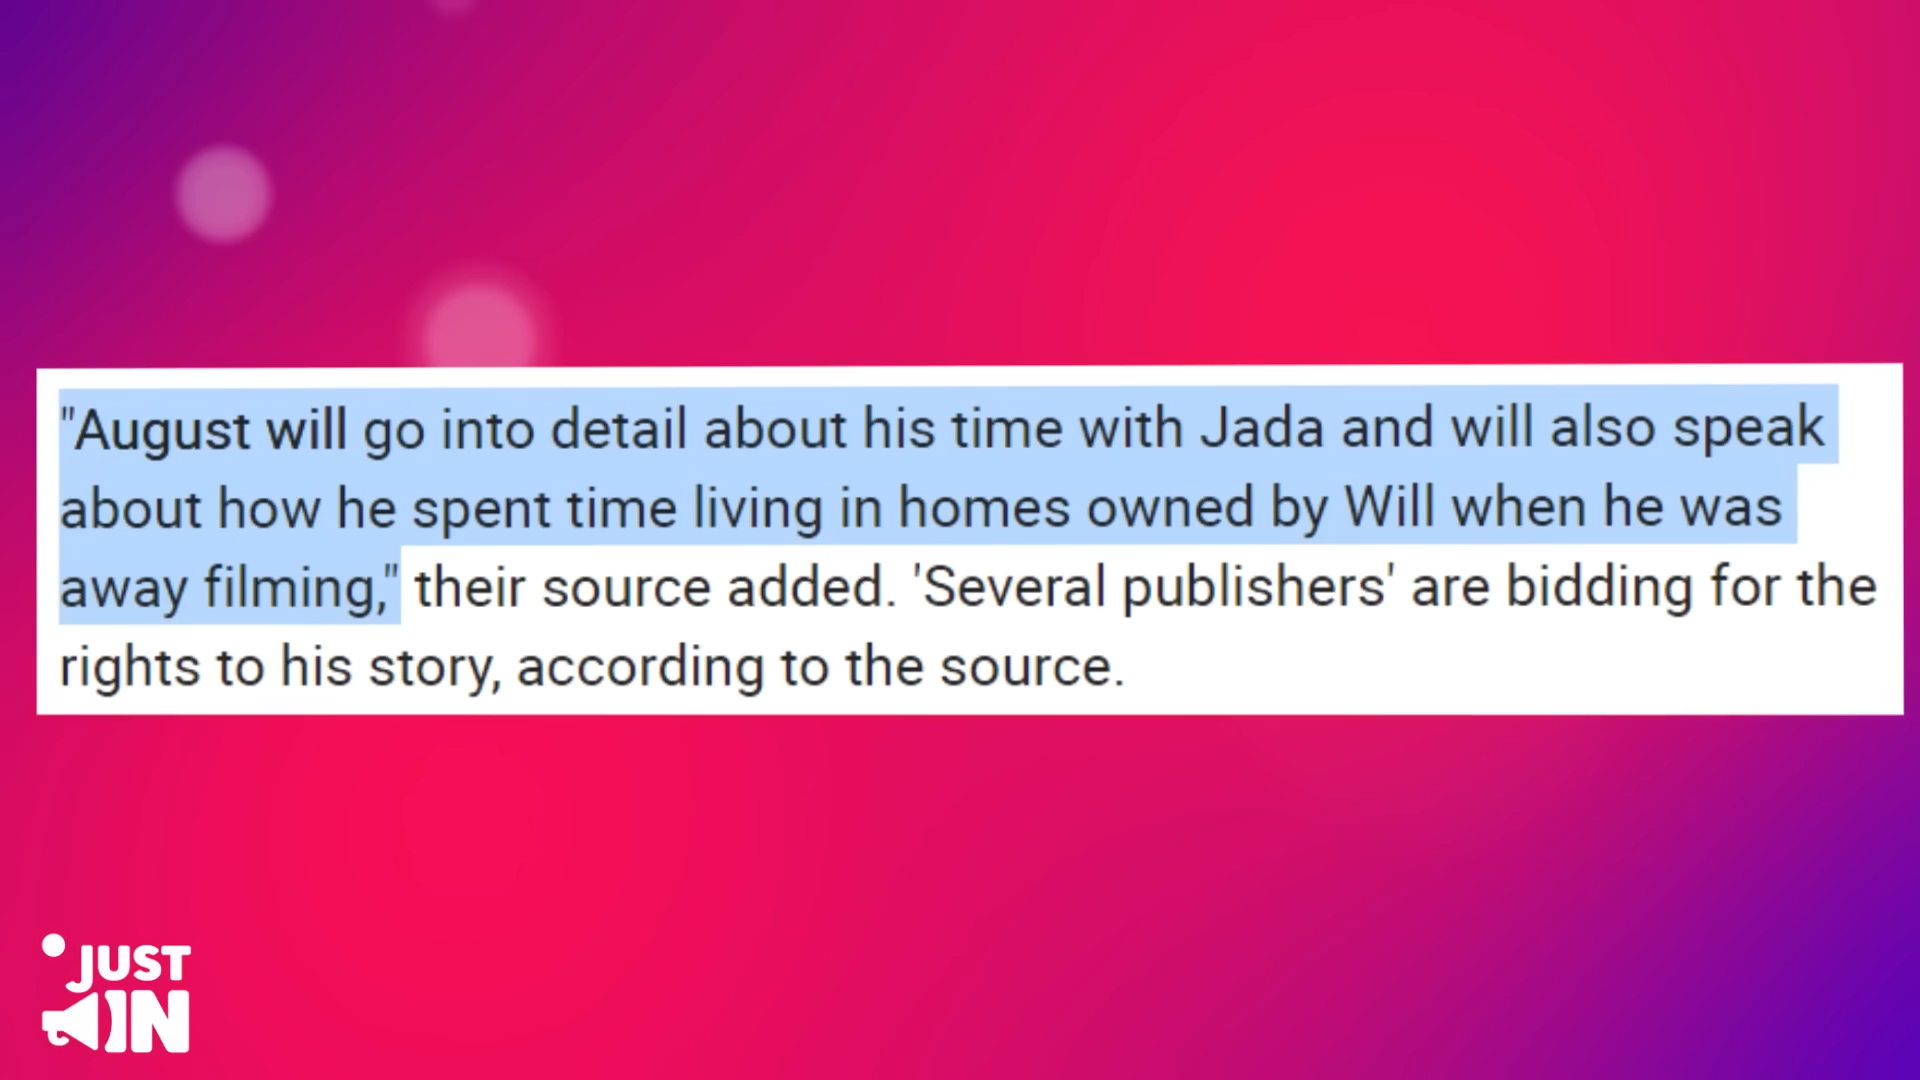 "August will go into detail about his time with Jada and will also speak
about how he spent time living in homes owned by Will when he was
away filming," their source added. 'Several publishers' are bidding for the
rights to his story, according to the source.
JUST
IN